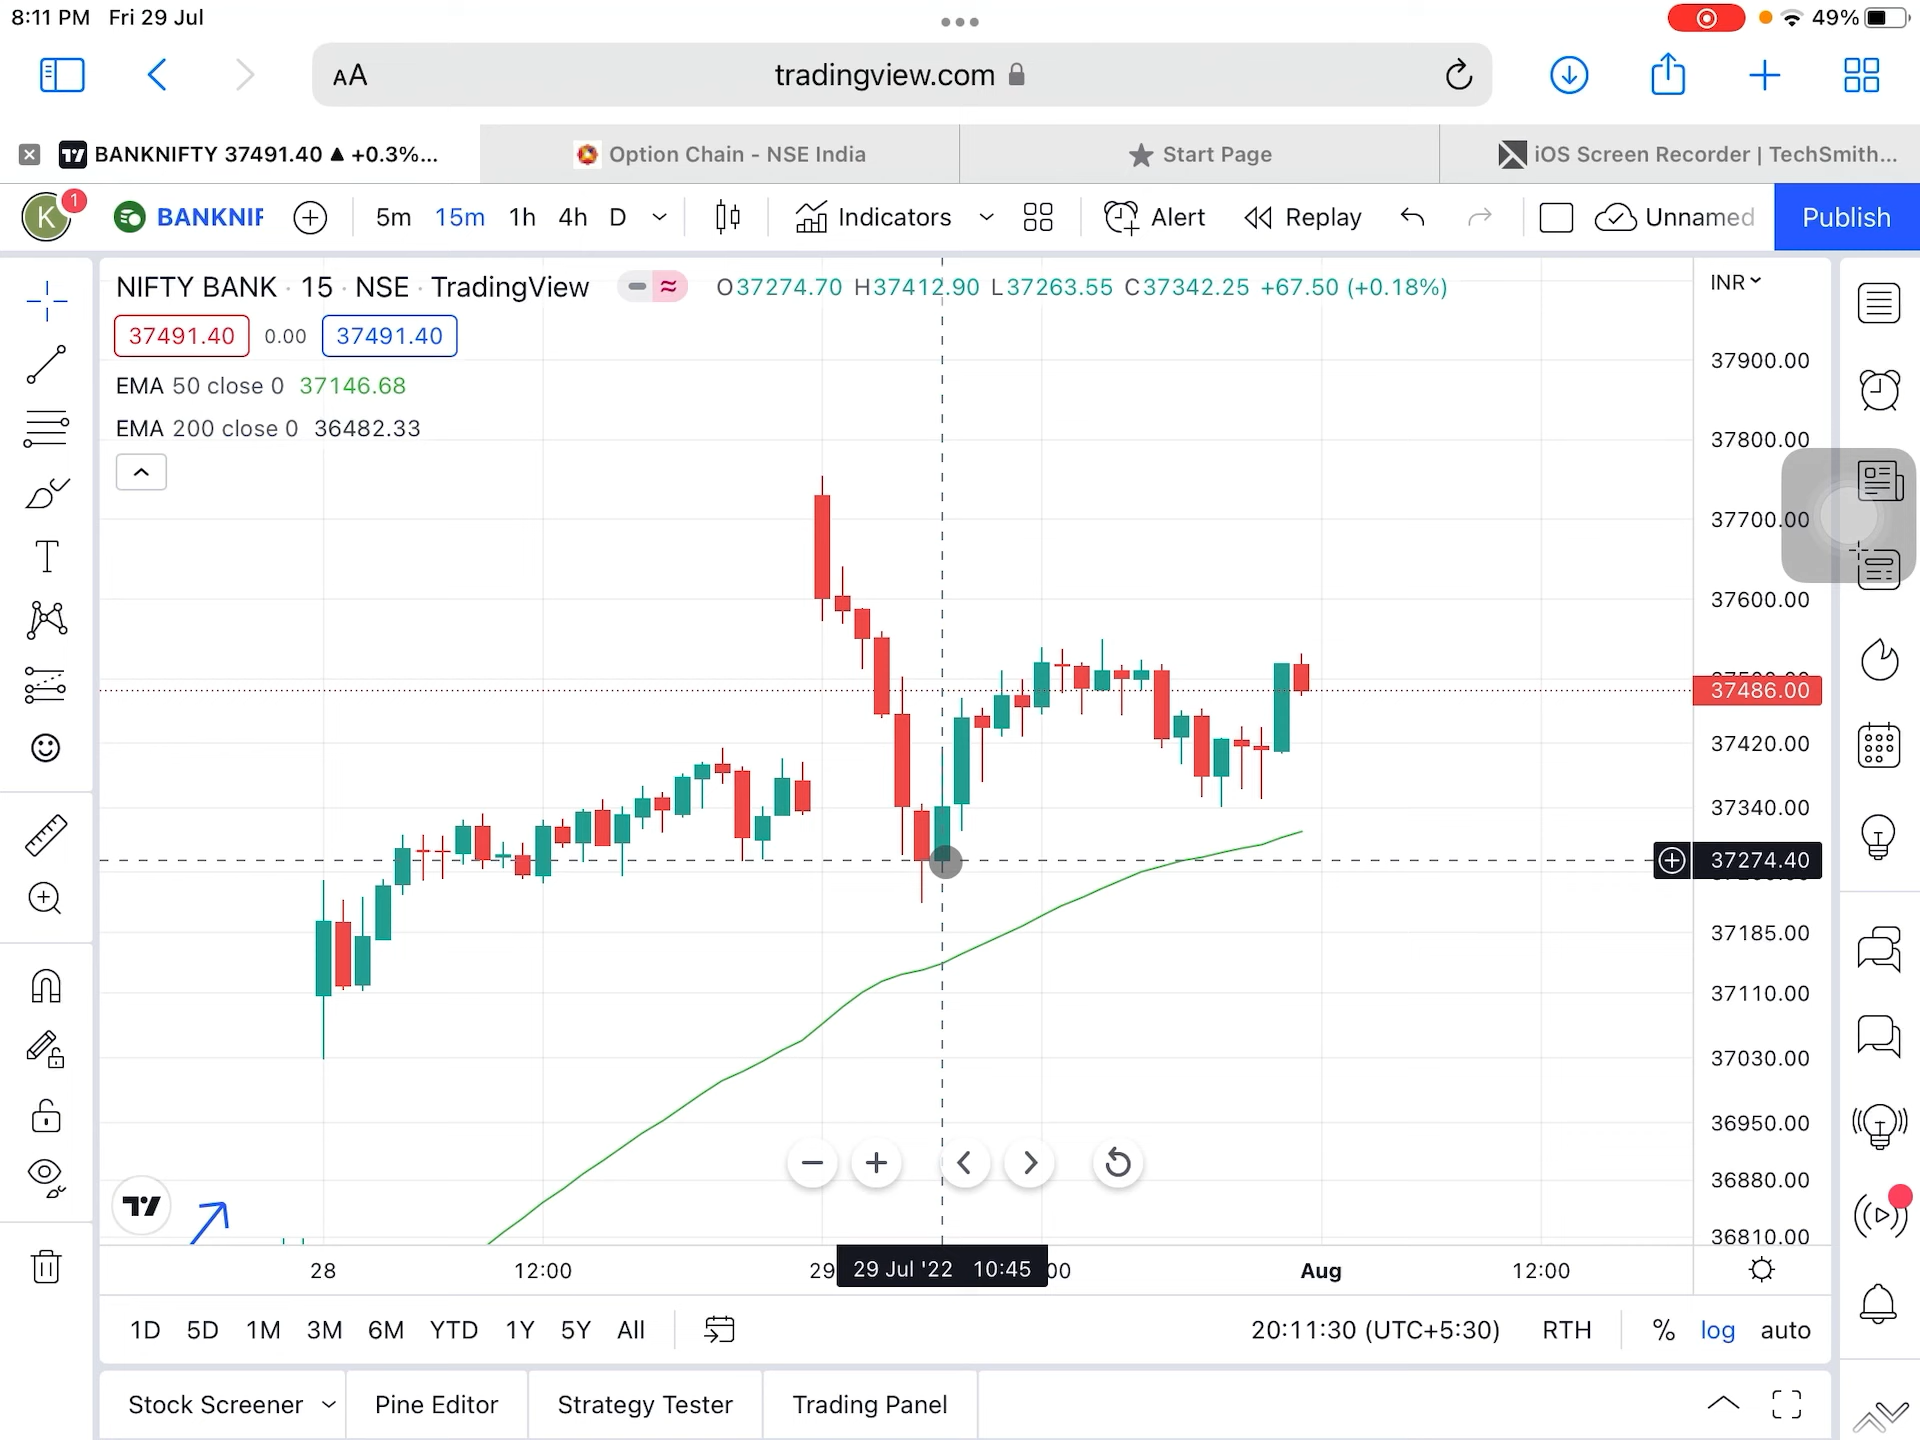 8:11 PM Fri 29 Jul
49%
AA tradingview.com
BANKNIFTY 37491.40 ▲ +0.3%...
Option Chain - NSE India
Start Page
iOS Screen Recorder | TechSmith...
K 1 BANKNIF 5m 15m 1h 4h D Indicators Alert Replay Unnamed Publish
NIFTY BANK · 15 · NSE · TradingView O37274.70 H37412.90 L37263.55 C37342.25 +67.50 (+0.18%)
INR
37491.40 0.00 37491.40
EMA 50 close 0 37146.68
EMA 200 close 0 36482.33
37900.00
37800.00
37700.00
37600.00
37486.00
37420.00
37340.00
37274.40
37185.00
37110.00
37030.00
36950.00
36880.00
36810.00
28 12:00 29 29 Jul '22 10:45 00 Aug 12:00
1D 5D 1M 3M 6M YTD 1Y 5Y All 20:11:30 (UTC+5:30) RTH % log auto
Stock Screener Pine Editor Strategy Tester Trading Panel